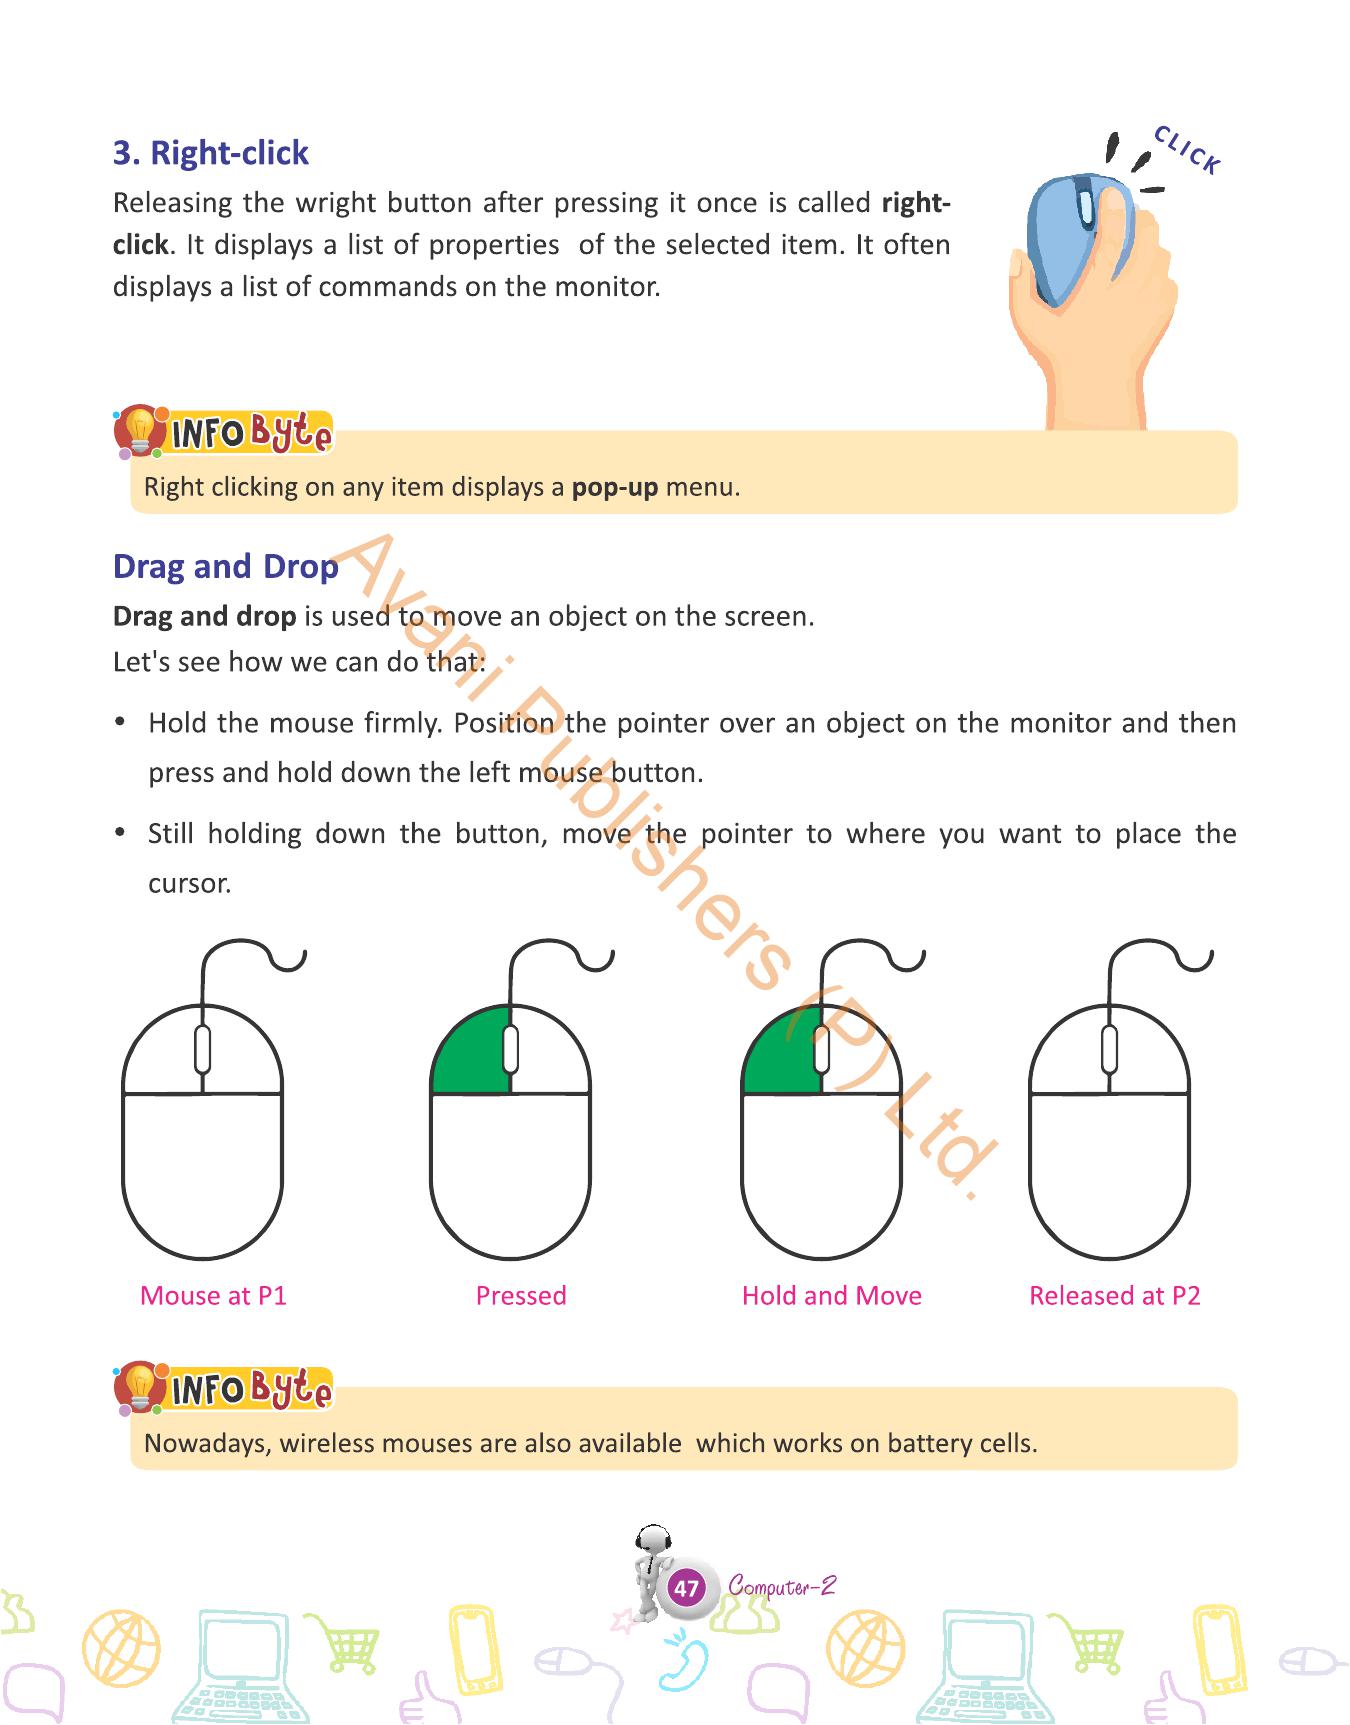 CLICK
3. Right-click
Releasing the wright button after pressing it once is called right-
click. It displays a list of properties of the selected item. It often
displays a list of commands on the monitor.
INFO Byte
Right clicking on any item displays a pop-up menu.
Drag and Drop
Drag and drop is used to move an object on the screen.
Let's see how we can do that:
• Hold the mouse firmly. Position the pointer over an object on the monitor and then
press and hold down the left mouse button.
• Still holding down the button, move the pointer to where you want to place the
cursor.
Avani Publishers (P) Ltd.
Mouse at P1
Pressed
Hold and Move
Released at P2
INFO Byte
Nowadays, wireless mouses are also available which works on battery cells.
47 Computer-2